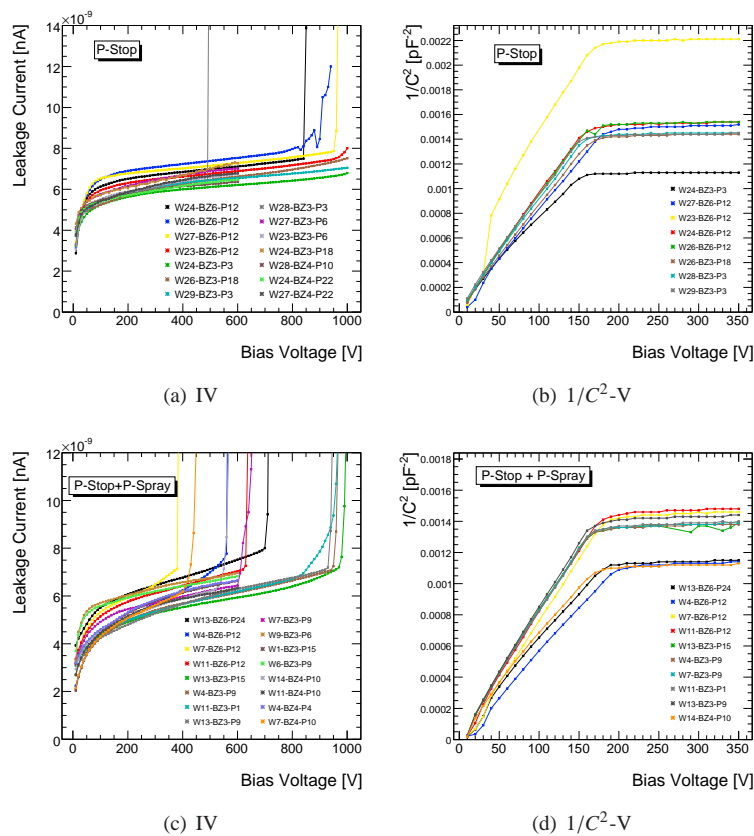 ×10⁻⁹
Leakage Current [nA]
14
12
10
8
6
4
2
0
P-Stop
W24-BZ6-P12 W28-BZ3-P3
W26-BZ6-P12 W27-BZ3-P6
W27-BZ6-P12 W23-BZ3-P6
W23-BZ6-P12 W24-BZ3-P18
W24-BZ3-P3 W28-BZ4-P10
W26-BZ3-P18 W24-BZ4-P22
W29-BZ3-P3 W27-BZ4-P22
0 200 400 600 800 1000
Bias Voltage [V]
(a) IV
1/C² [pF⁻²]
0.0022
0.002
0.0018
0.0016
0.0014
0.0012
0.001
0.0008
0.0006
0.0004
0.0002
0
P-Stop
W24-BZ3-P3
W27-BZ6-P12
W23-BZ6-P12
W24-BZ6-P12
W26-BZ6-P12
W26-BZ3-P18
W28-BZ3-P3
W29-BZ3-P3
0 50 100 150 200 250 300 350
Bias Voltage [V]
(b) 1/C²-V
×10⁻⁹
Leakage Current [nA]
12
10
8
6
4
2
0
P-Stop+P-Spray
W13-BZ6-P24 W7-BZ3-P9
W4-BZ6-P12 W9-BZ3-P6
W7-BZ6-P12 W1-BZ3-P15
W11-BZ6-P12 W6-BZ3-P9
W13-BZ3-P15 W14-BZ4-P10
W4-BZ3-P9 W11-BZ4-P10
W11-BZ3-P1 W4-BZ4-P4
W13-BZ3-P9 W7-BZ4-P10
0 200 400 600 800 1000
Bias Voltage [V]
(c) IV
1/C² [pF⁻²]
0.0018
0.0016
0.0014
0.0012
0.001
0.0008
0.0006
0.0004
0.0002
0
P-Stop + P-Spray
W13-BZ6-P24
W4-BZ6-P12
W7-BZ6-P12
W11-BZ6-P12
W13-BZ3-P15
W4-BZ3-P9
W7-BZ3-P9
W11-BZ3-P1
W13-BZ3-P9
W14-BZ4-P10
0 50 100 150 200 250 300 350
Bias Voltage [V]
(d) 1/C²-V